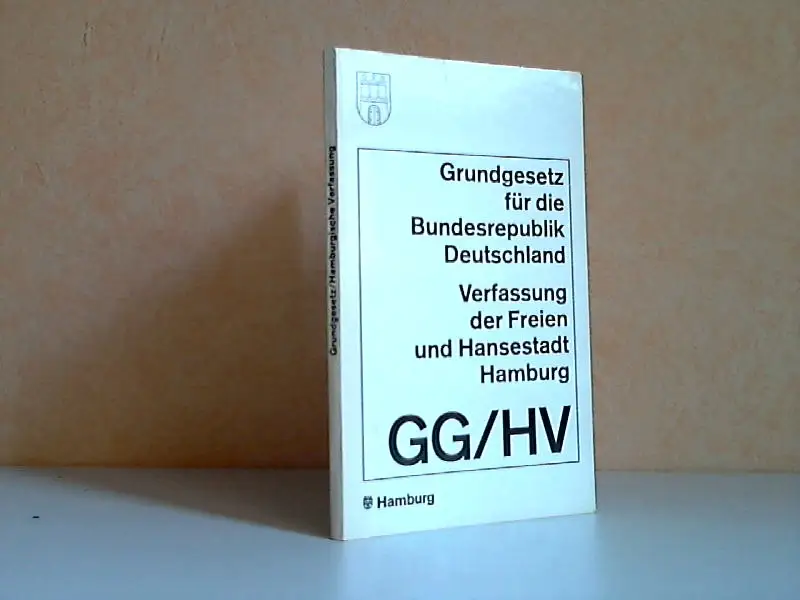 Grundgesetz
für die
Bundesrepublik
Deutschland
Verfassung
der Freien
und Hansestadt
Hamburg
GG/HV
Hamburg
Grundgesetz/Hamburgische Verfassung